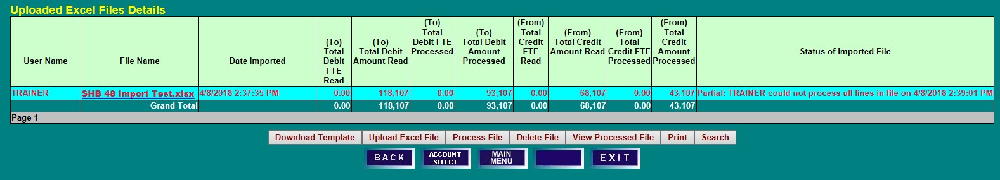 Uploaded Excel Files Details
User Name
File Name
Date Imported
(To)
Total
Debit
FTE
Read
(To)
Total Debit
Amount Read
(To)
Total
Debit FTE
Processed
(To)
Total Debit
Amount
Processed
(From)
Total
Credit
FTE
Read
(From)
Total Credit
Amount Read
(From)
Total
Credit FTE
Processed
(From)
Total
Credit
Amount
Processed
Status of Imported File
TRAINER SHB 48 Import Test.xlsx 4/8/2018 2:37:35 PM 0.00 118,107 0.00 93,107 0.00 68,107 0.00 43,107 Partial: TRAINER could not process all lines in file on 4/8/2018 2:39:01 PM
Grand Total 0.00 118,107 0.00 93,107 0.00 68,107 0.00 43,107
Page 1
Download Template Upload Excel File Process File Delete File View Processed File Print Search
BACK
ACCOUNT
SELECT
MAIN
MENU
EXIT